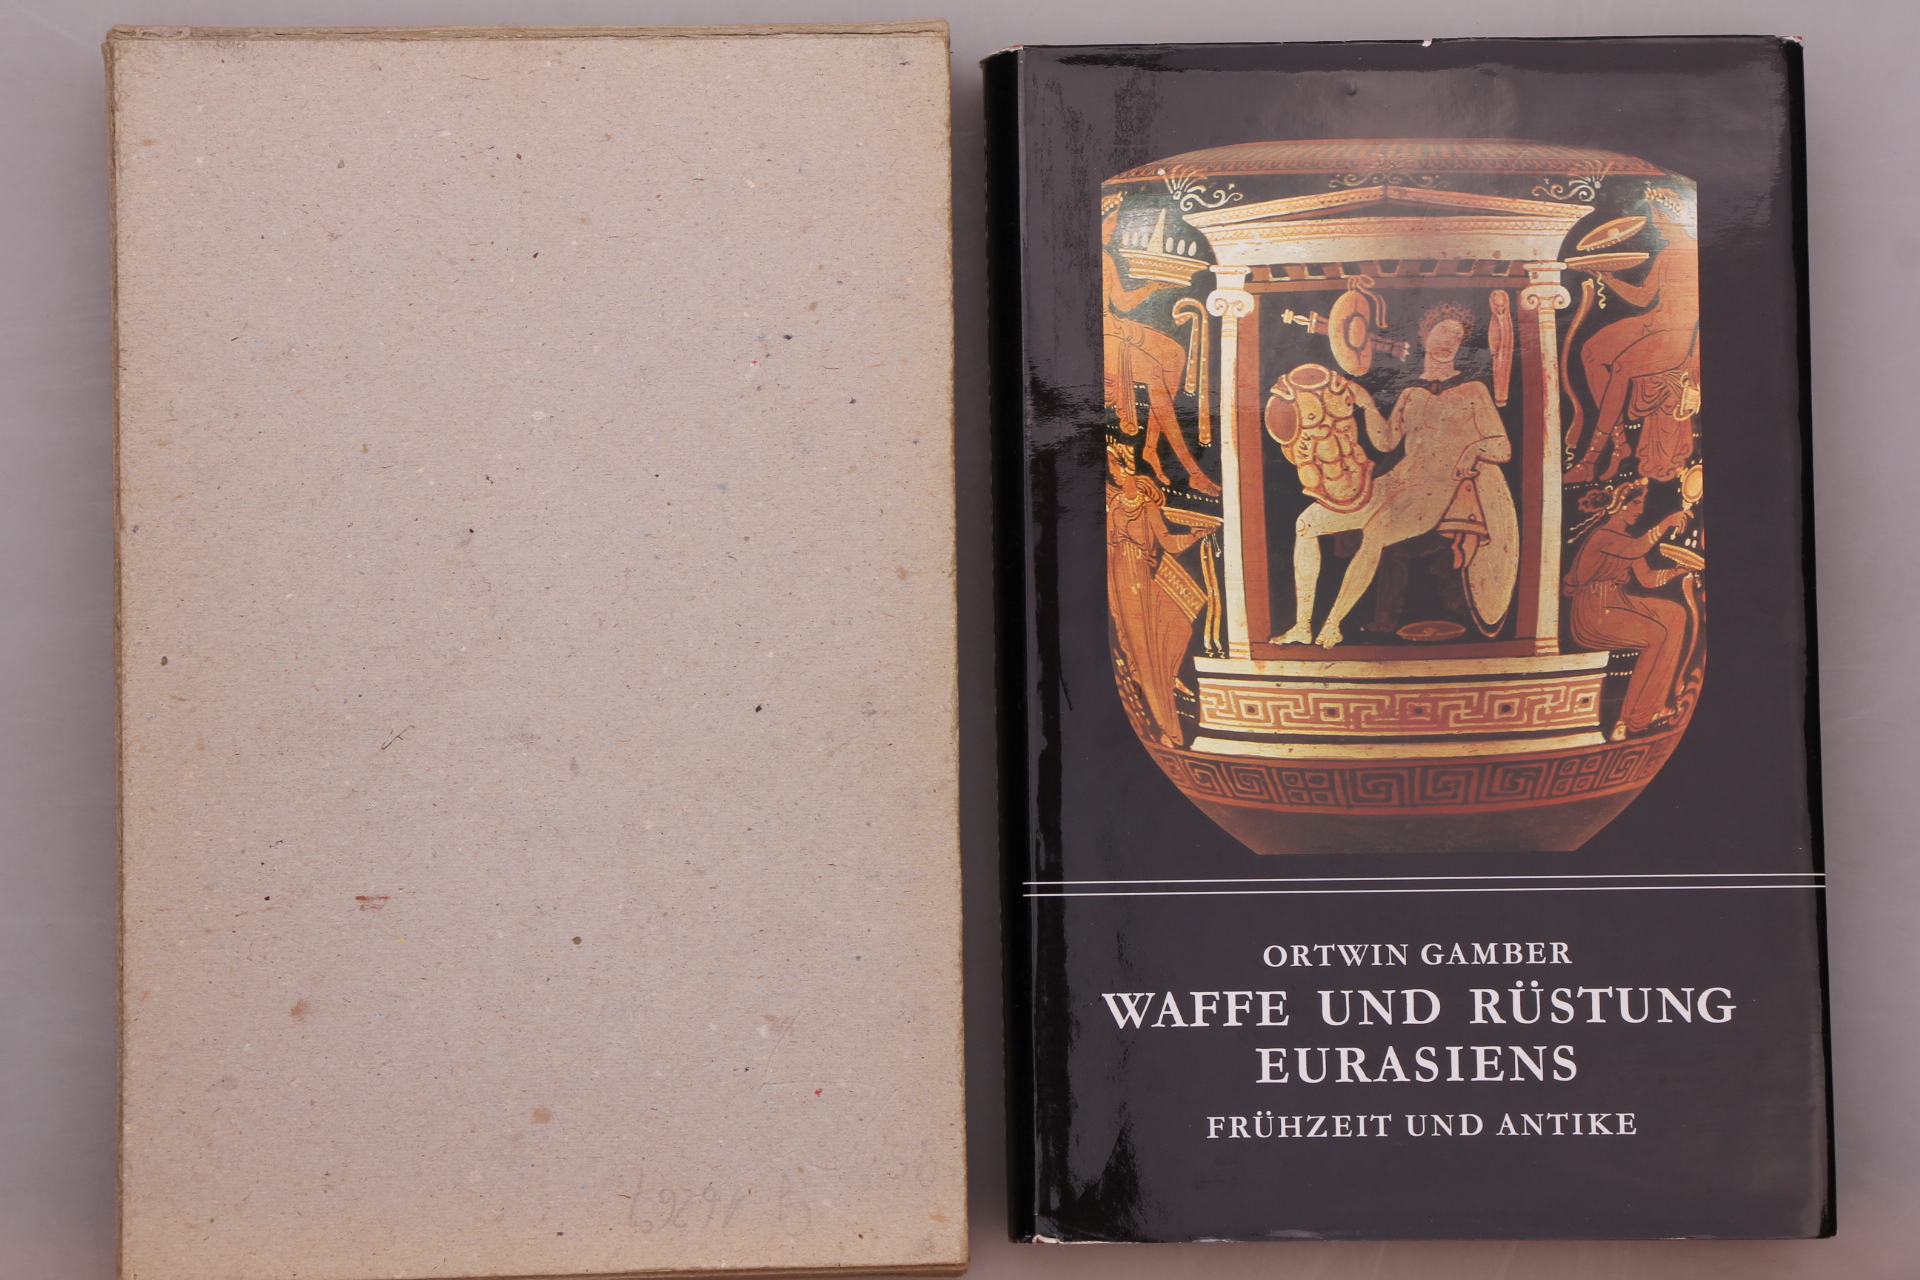 ORTWIN GAMBER
WAFFE UND RÜSTUNG
EURASIENS
FRÜHZEIT UND ANTIKE